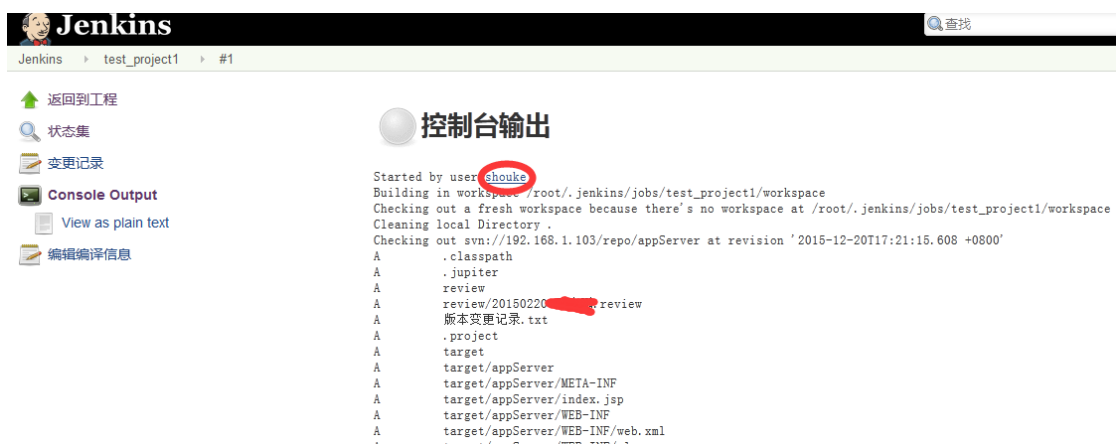 Jenkins
查找
Jenkins test_project1 #1
返回到工程
状态集
变更记录
Console Output
View as plain text
编辑编译信息
控制台输出
Started by user shouke
Building in workspace /root/.jenkins/jobs/test_project1/workspace
Checking out a fresh workspace because there's no workspace at /root/.jenkins/jobs/test_project1/workspace
Cleaning local Directory .
Checking out svn://192.168.1.103/repo/appServer at revision '2015-12-20T17:21:15.608 +0800'
A .classpath
A .jupiter
A review
A review/20150220 .review
A 版本变更记录.txt
A .project
A target
A target/appServer
A target/appServer/META-INF
A target/appServer/index.jsp
A target/appServer/WEB-INF
A target/appServer/WEB-INF/web.xml